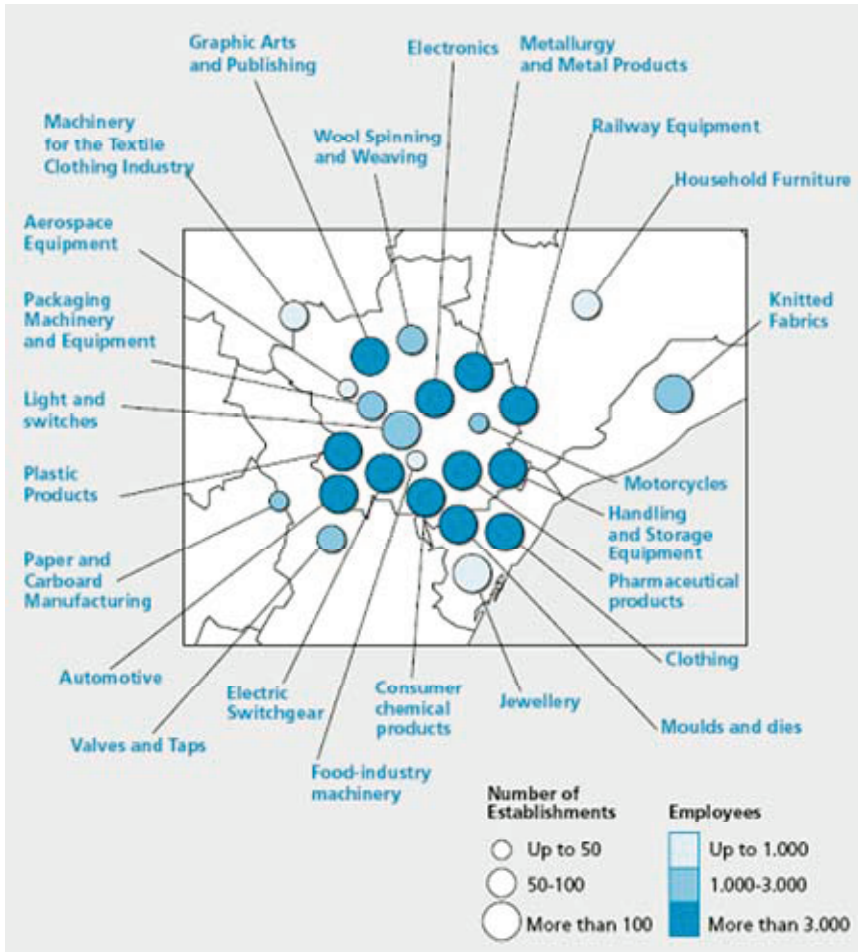 Graphic Arts
and Publishing
Electronics
Metallurgy
and Metal Products
Machinery
for the Textile
Clothing Industry
Wool Spinning
and Weaving
Railway Equipment
Household Furniture
Aerospace
Equipment
Packaging
Machinery
and Equipment
Knitted
Fabrics
Light and
switches
Plastic
Products
Motorcycles
Handling
and Storage
Equipment
Paper and
Carboard
Manufacturing
Pharmaceutical
products
Clothing
Automotive
Electric
Switchgear
Consumer
chemical
products
Jewellery
Moulds and dies
Valves and Taps
Food-industry
machinery
Number of
Establishments
Up to 50
50-100
More than 100
Employees
Up to 1.000
1.000-3.000
More than 3.000